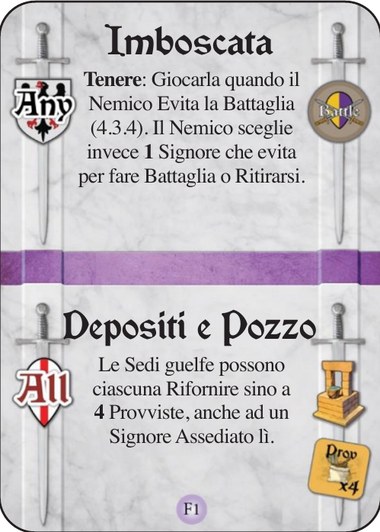 Imboscata
Any
Tenere: Giocarla quando il
Nemico Evita la Battaglia
(4.3.4). Il Nemico sceglie
invece 1 Signore che evita
per fare Battaglia o Ritirarsi.
Battle
Depositi e Pozzo
All
Le Sedi guelfe possono
ciascuna Rifornire sino a
4 Provviste, anche ad un
Signore Assediato lì.
Prov
x4
F1